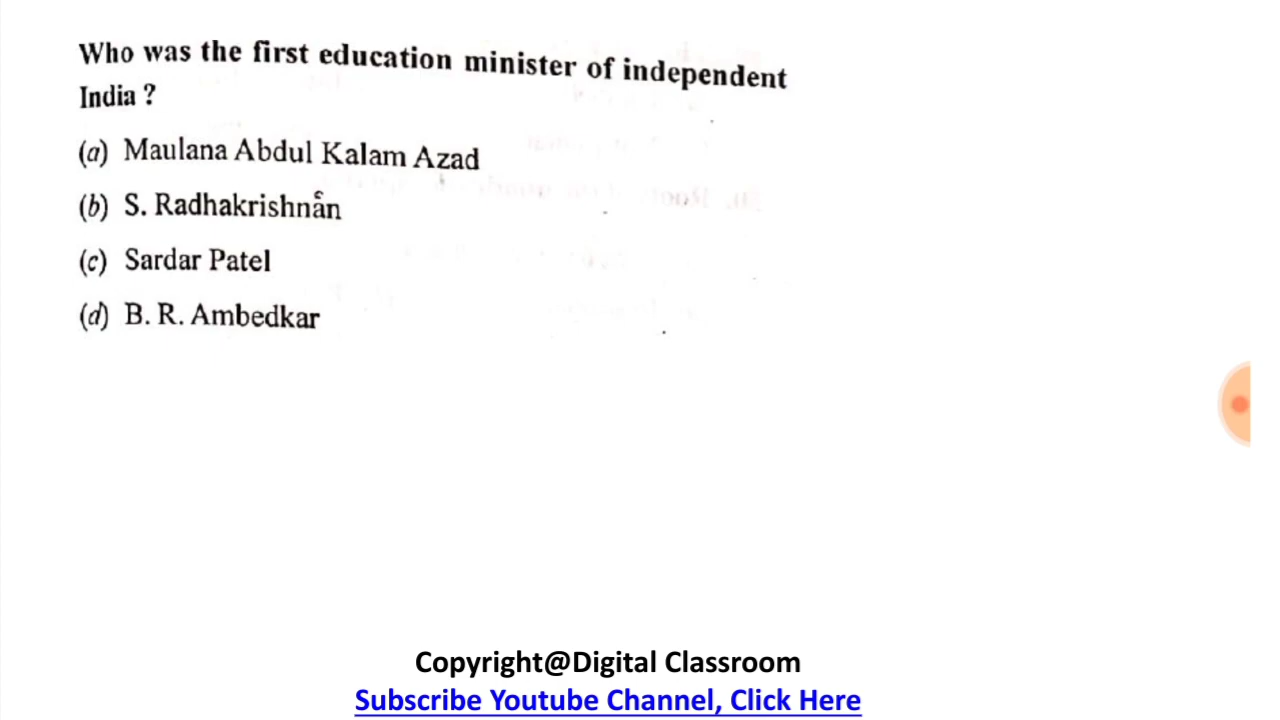 Who was the first education minister of independent
India ?
(a) Maulana Abdul Kalam Azad
(b) S. Radhakrishnan
(c) Sardar Patel
(d) B. R. Ambedkar
Copyright@Digital Classroom
Subscribe Youtube Channel, Click Here